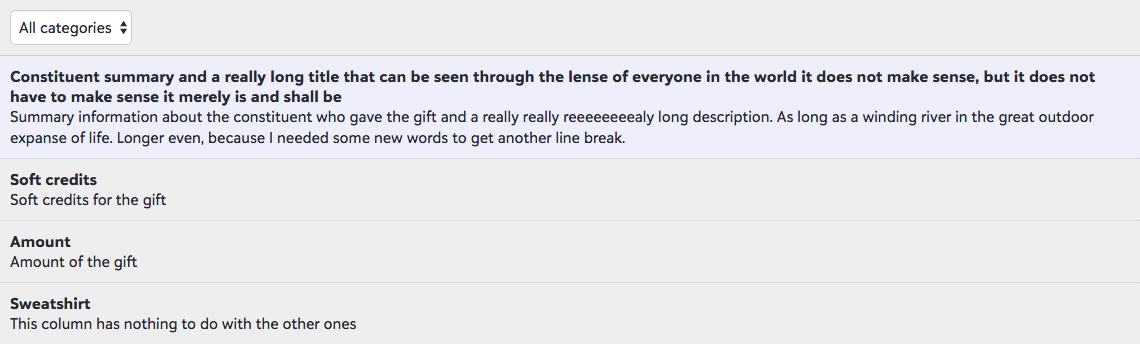 All categories
Constituent summary and a really long title that can be seen through the lense of everyone in the world it does not make sense, but it does not
have to make sense it merely is and shall be
Summary information about the constituent who gave the gift and a really really reeeeeeeealy long description. As long as a winding river in the great outdoor
expanse of life. Longer even, because I needed some new words to get another line break.
Soft credits
Soft credits for the gift
Amount
Amount of the gift
Sweatshirt
This column has nothing to do with the other ones